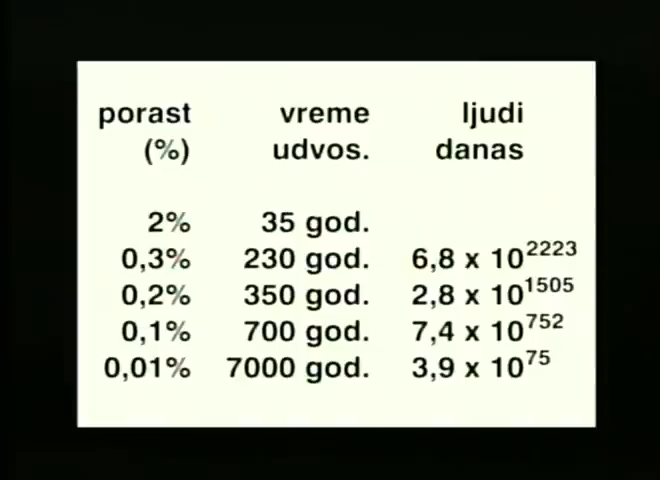 porast vreme ljudi
(%) udvos. danas
2% 35 god.
0,3% 230 god. 6,8 x 10^2223
0,2% 350 god. 2,8 x 10^1505
0,1% 700 god. 7,4 x 10^752
0,01% 7000 god. 3,9 x 10^75